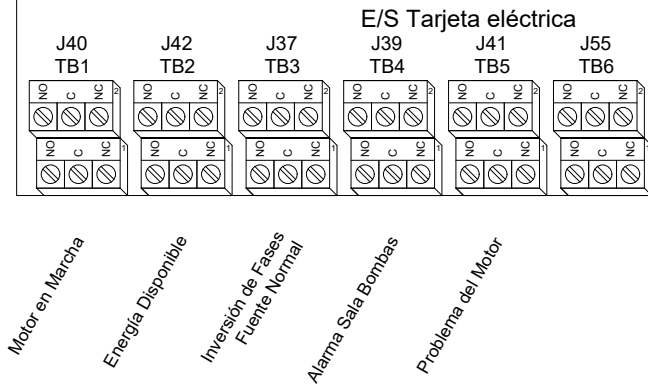 E/S Tarjeta eléctrica
J40 J42 J37 J39 J41 J55
TB1 TB2 TB3 TB4 TB5 TB6
NO C NC 2 NO C NC 2 NO C NC 2 NO C NC 2 NO C NC 2 NO C NC
NO C NC 1 NO C NC 1 NO C NC 1 NO C NC 1 NO C NC 1 NO C NC
Motor en Marcha
Energía Disponible
Inversión de Fases
Fuente Normal
Alarma Sala Bombas
Problema del Motor